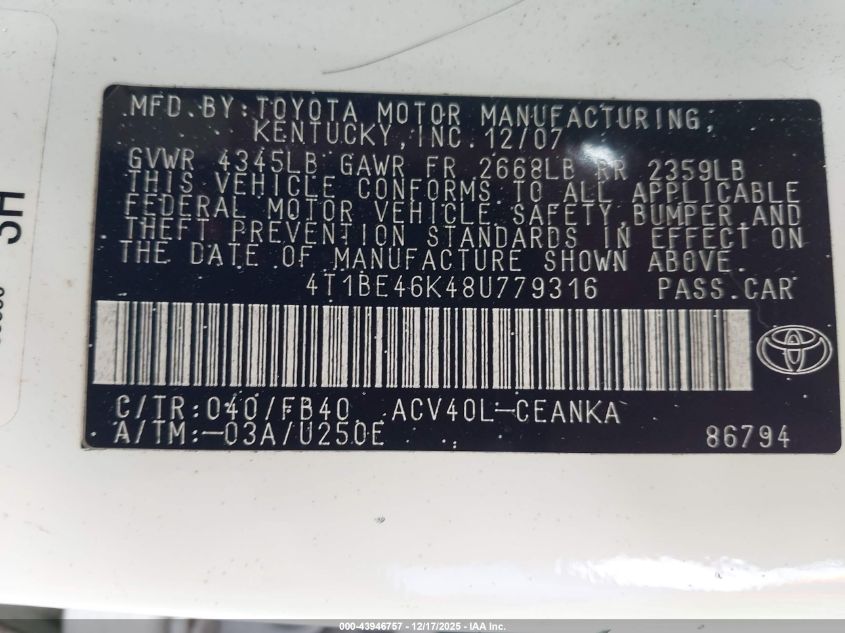 MFD.BY:TOYOTA MOTOR MANUFACTURING,
KENTUCKY,INC.12/07
GVWR 4345LB GAWR FR 2668LB RR 2359LB
THIS VEHICLE CONFORMS TO ALL APPLICABLE
FEDERAL MOTOR VEHICLE SAFETY,BUMPER AND
THEFT PREVENTION STANDARDS IN EFFECT ON
THE DATE OF MANUFACTURE SHOWN ABOVE.
4T1BE46K48U779316 PASS.CAR
C/TR:040/FB40 ACV40L-CEANKA
A/TM:-03A/U250E 86794
000-43946757 — 12/17/2025 — IAA Inc.